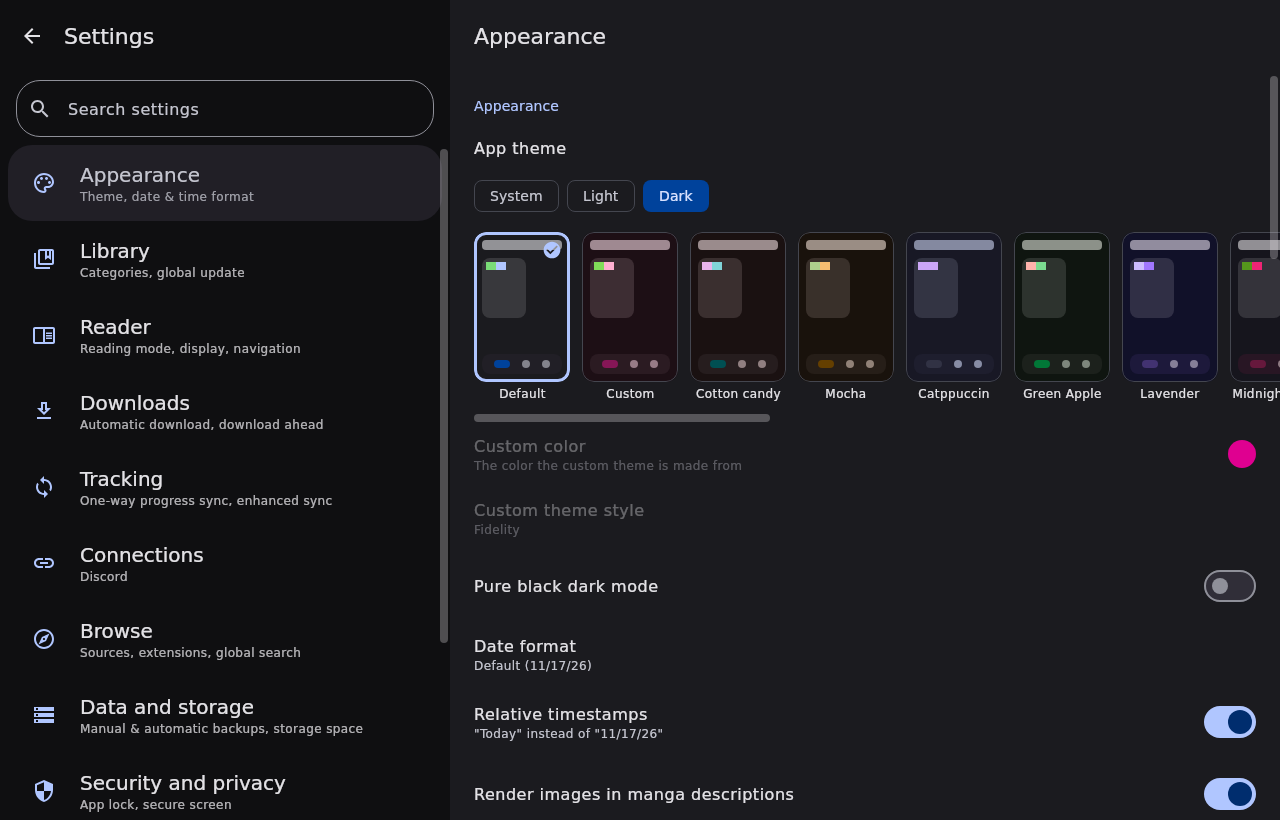 Settings
Search settings
Appearance
Theme, date & time format
Library
Categories, global update
Reader
Reading mode, display, navigation
Downloads
Automatic download, download ahead
Tracking
One-way progress sync, enhanced sync
Connections
Discord
Browse
Sources, extensions, global search
Data and storage
Manual & automatic backups, storage space
Security and privacy
App lock, secure screen
Appearance
Appearance
App theme
System Light Dark
Default Custom Cotton candy Mocha Catppuccin Green Apple Lavender Midnigh
Custom color
The color the custom theme is made from
Custom theme style
Fidelity
Pure black dark mode
Date format
Default (11/17/26)
Relative timestamps
"Today" instead of "11/17/26"
Render images in manga descriptions